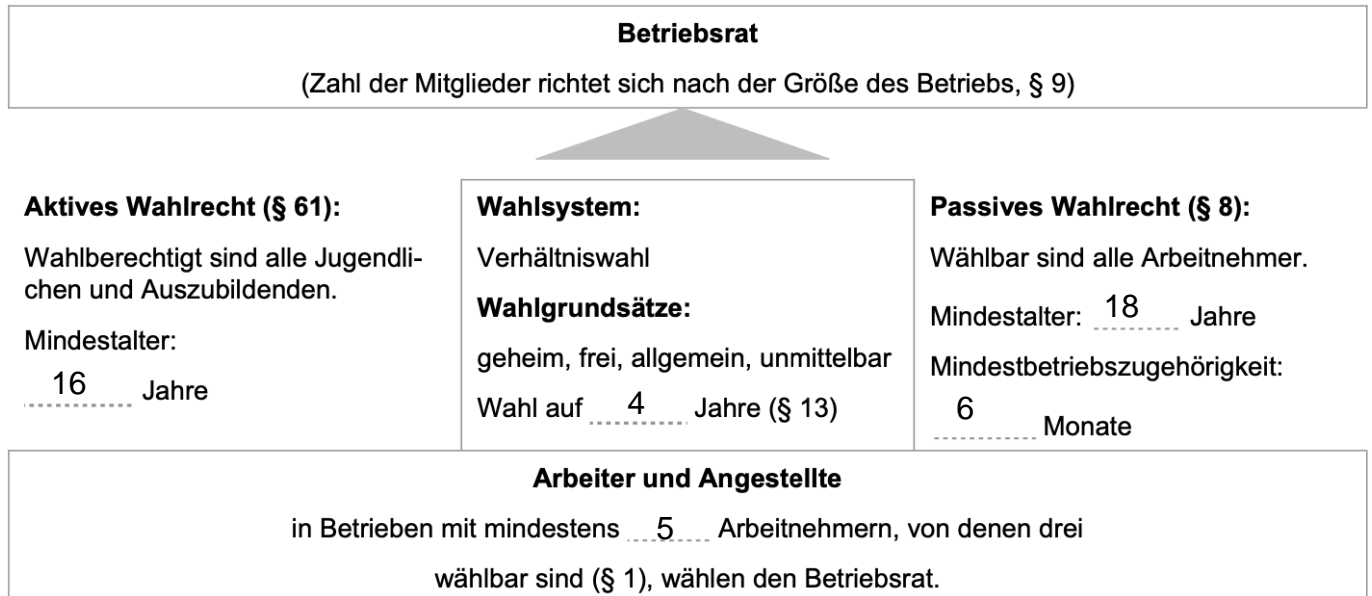 Betriebsrat
(Zahl der Mitglieder richtet sich nach der Größe des Betriebs, § 9)
Aktives Wahlrecht (§ 61):
Wahlberechtigt sind alle Jugendli-
chen und Auszubildenden.
Mindestalter:
16 Jahre
Wahlsystem:
Verhältniswahl
Wahlgrundsätze:
geheim, frei, allgemein, unmittelbar
Wahl auf 4 Jahre (§ 13)
Passives Wahlrecht (§ 8):
Wählbar sind alle Arbeitnehmer.
Mindestalter: 18 Jahre
Mindestbetriebszugehörigkeit:
6 Monate
Arbeiter und Angestellte
in Betrieben mit mindestens 5 Arbeitnehmern, von denen drei
wählbar sind (§ 1), wählen den Betriebsrat.